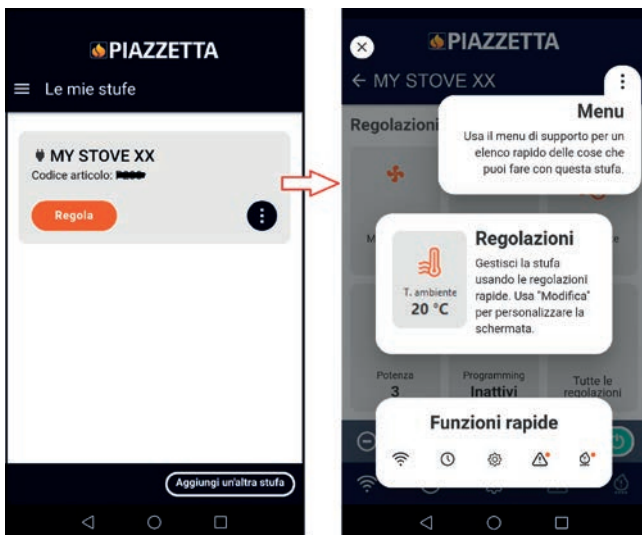 PIAZZETTA
Le mie stufe
MY STOVE XX
Codice articolo:
Regola
Aggiungi un'altra stufa
PIAZZETTA
MY STOVE XX
Regolazioni
Menu
Usa il menu di supporto per un
elenco rapido delle cose che
puoi fare con questa stufa.
M
e
Regolazioni
Gestisci la stufa
usando le regolazioni
rapide. Usa "Modifica"
per personalizzare la
schermata.
T. ambiente
20 °C
Potenza
3
Programming
Inattivi
Tutte le
regolazioni
Funzioni rapide